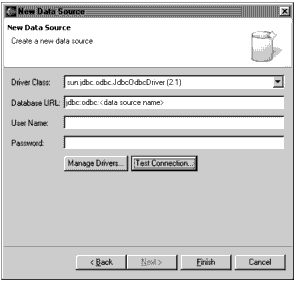 New Data Source
New Data Source
Create a new data source
Driver Class: sun.jdbc.odbc.JdbcOdbcDriver (2.1)
Database URL: jdbc:odbc:<data source name>
User Name:
Password:
Manage Drivers... Test Connection...
< Back Next > Finish Cancel